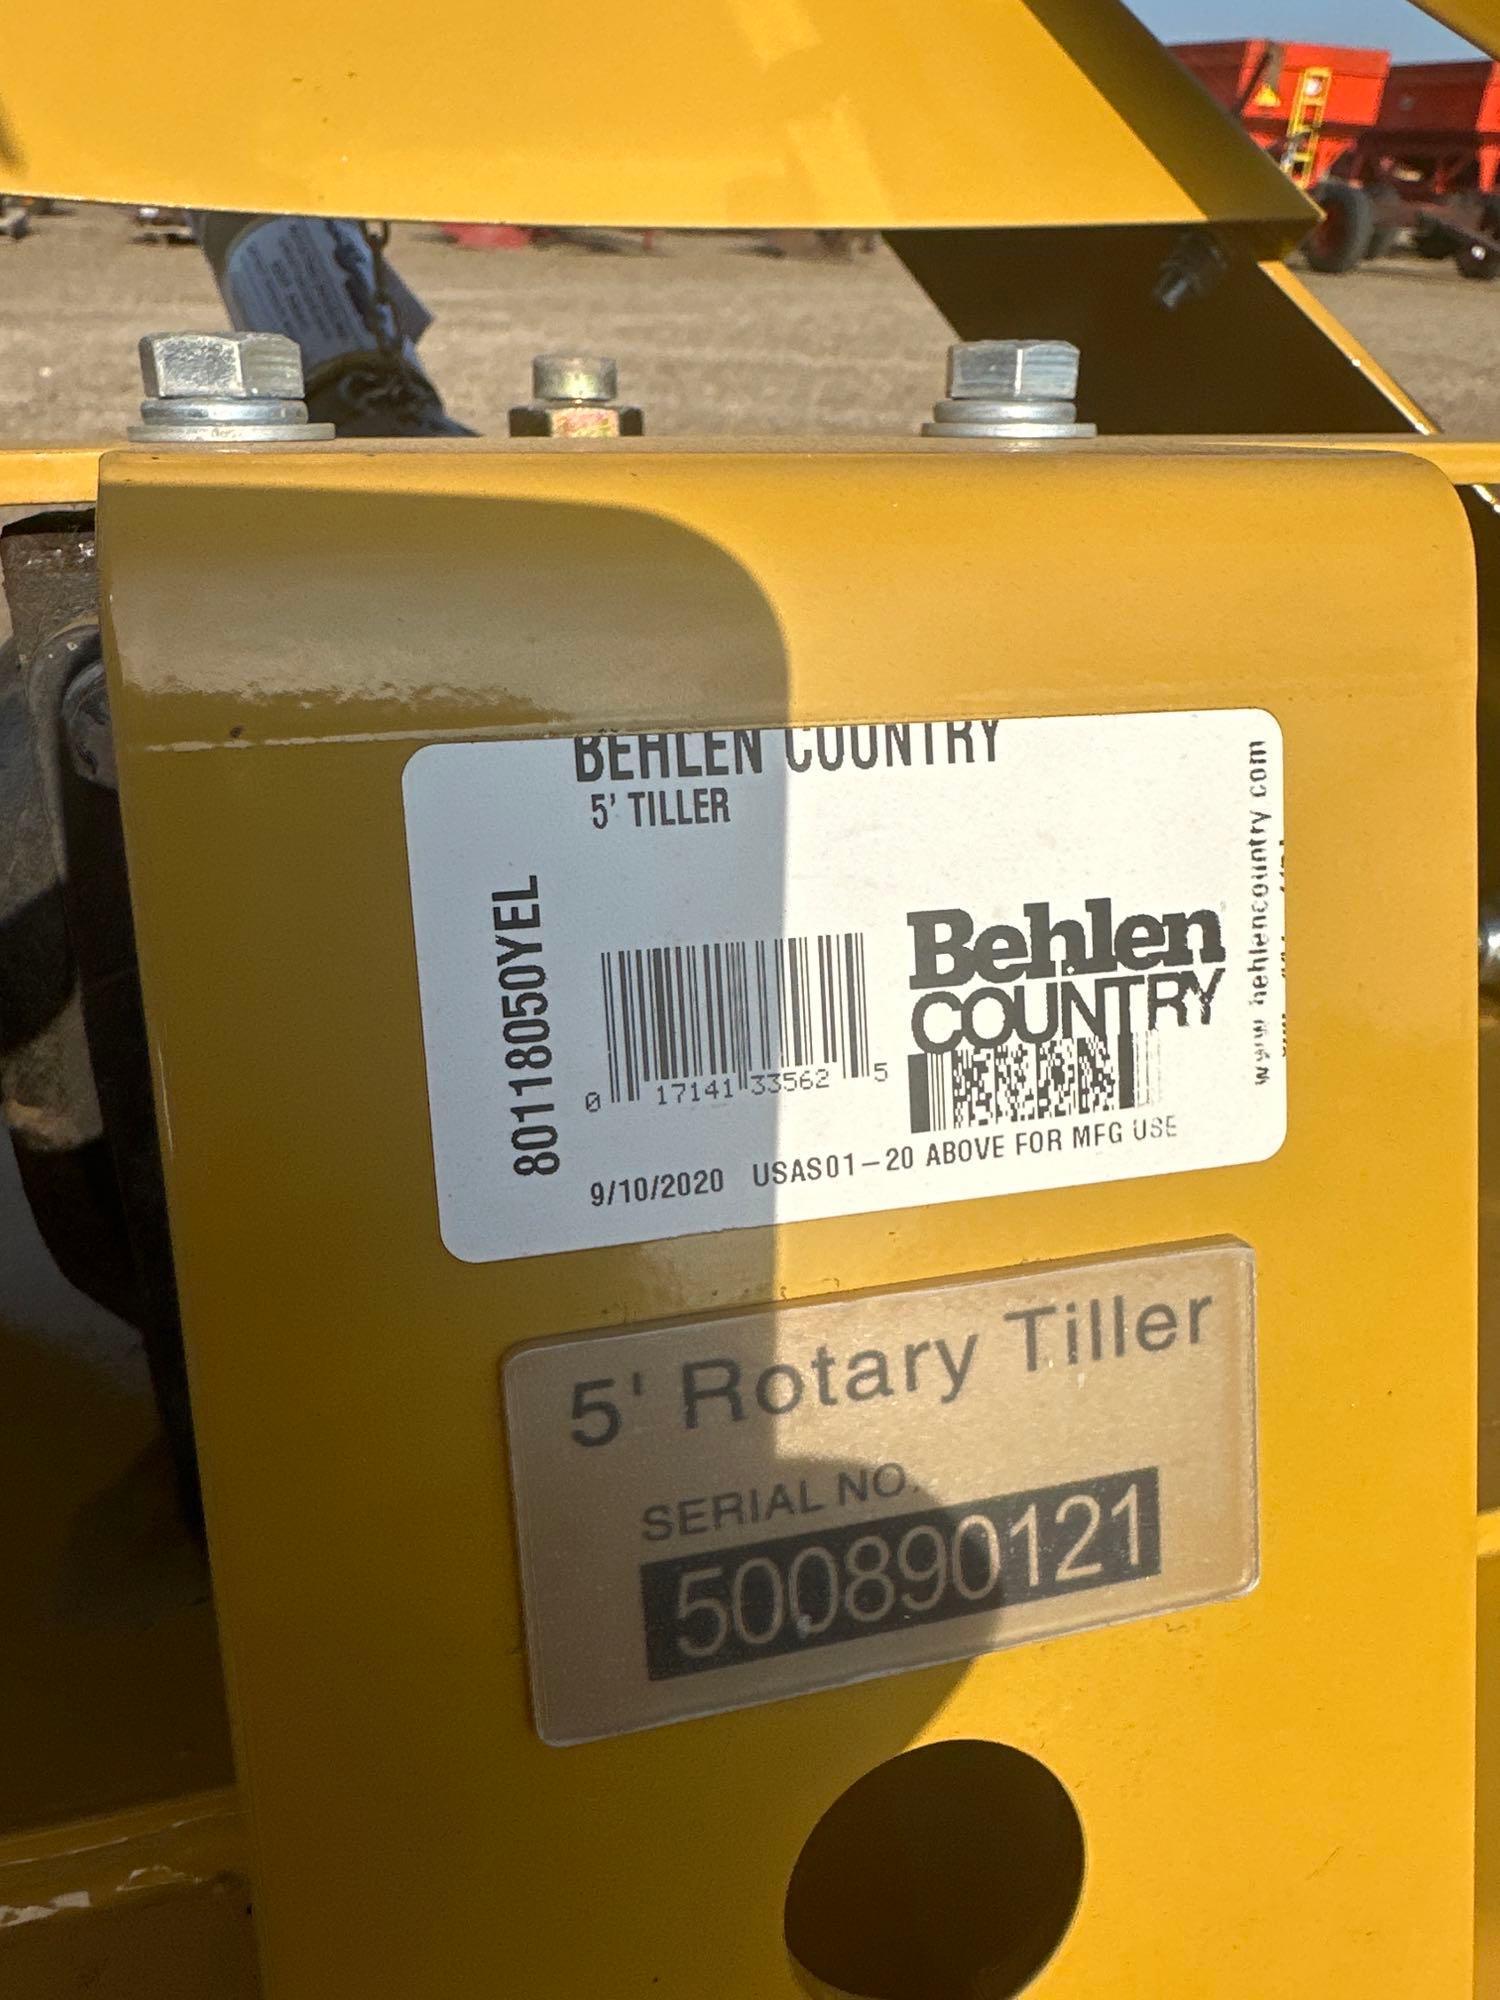 BEHLEN COUNTRY
5' TILLER
80118050YEL
0 17141 33562 5
Behlen
COUNTRY
www.behlencountry.com
9/10/2020 USAS01-20 ABOVE FOR MFG USE
5' Rotary Tiller
SERIAL NO.
500890121